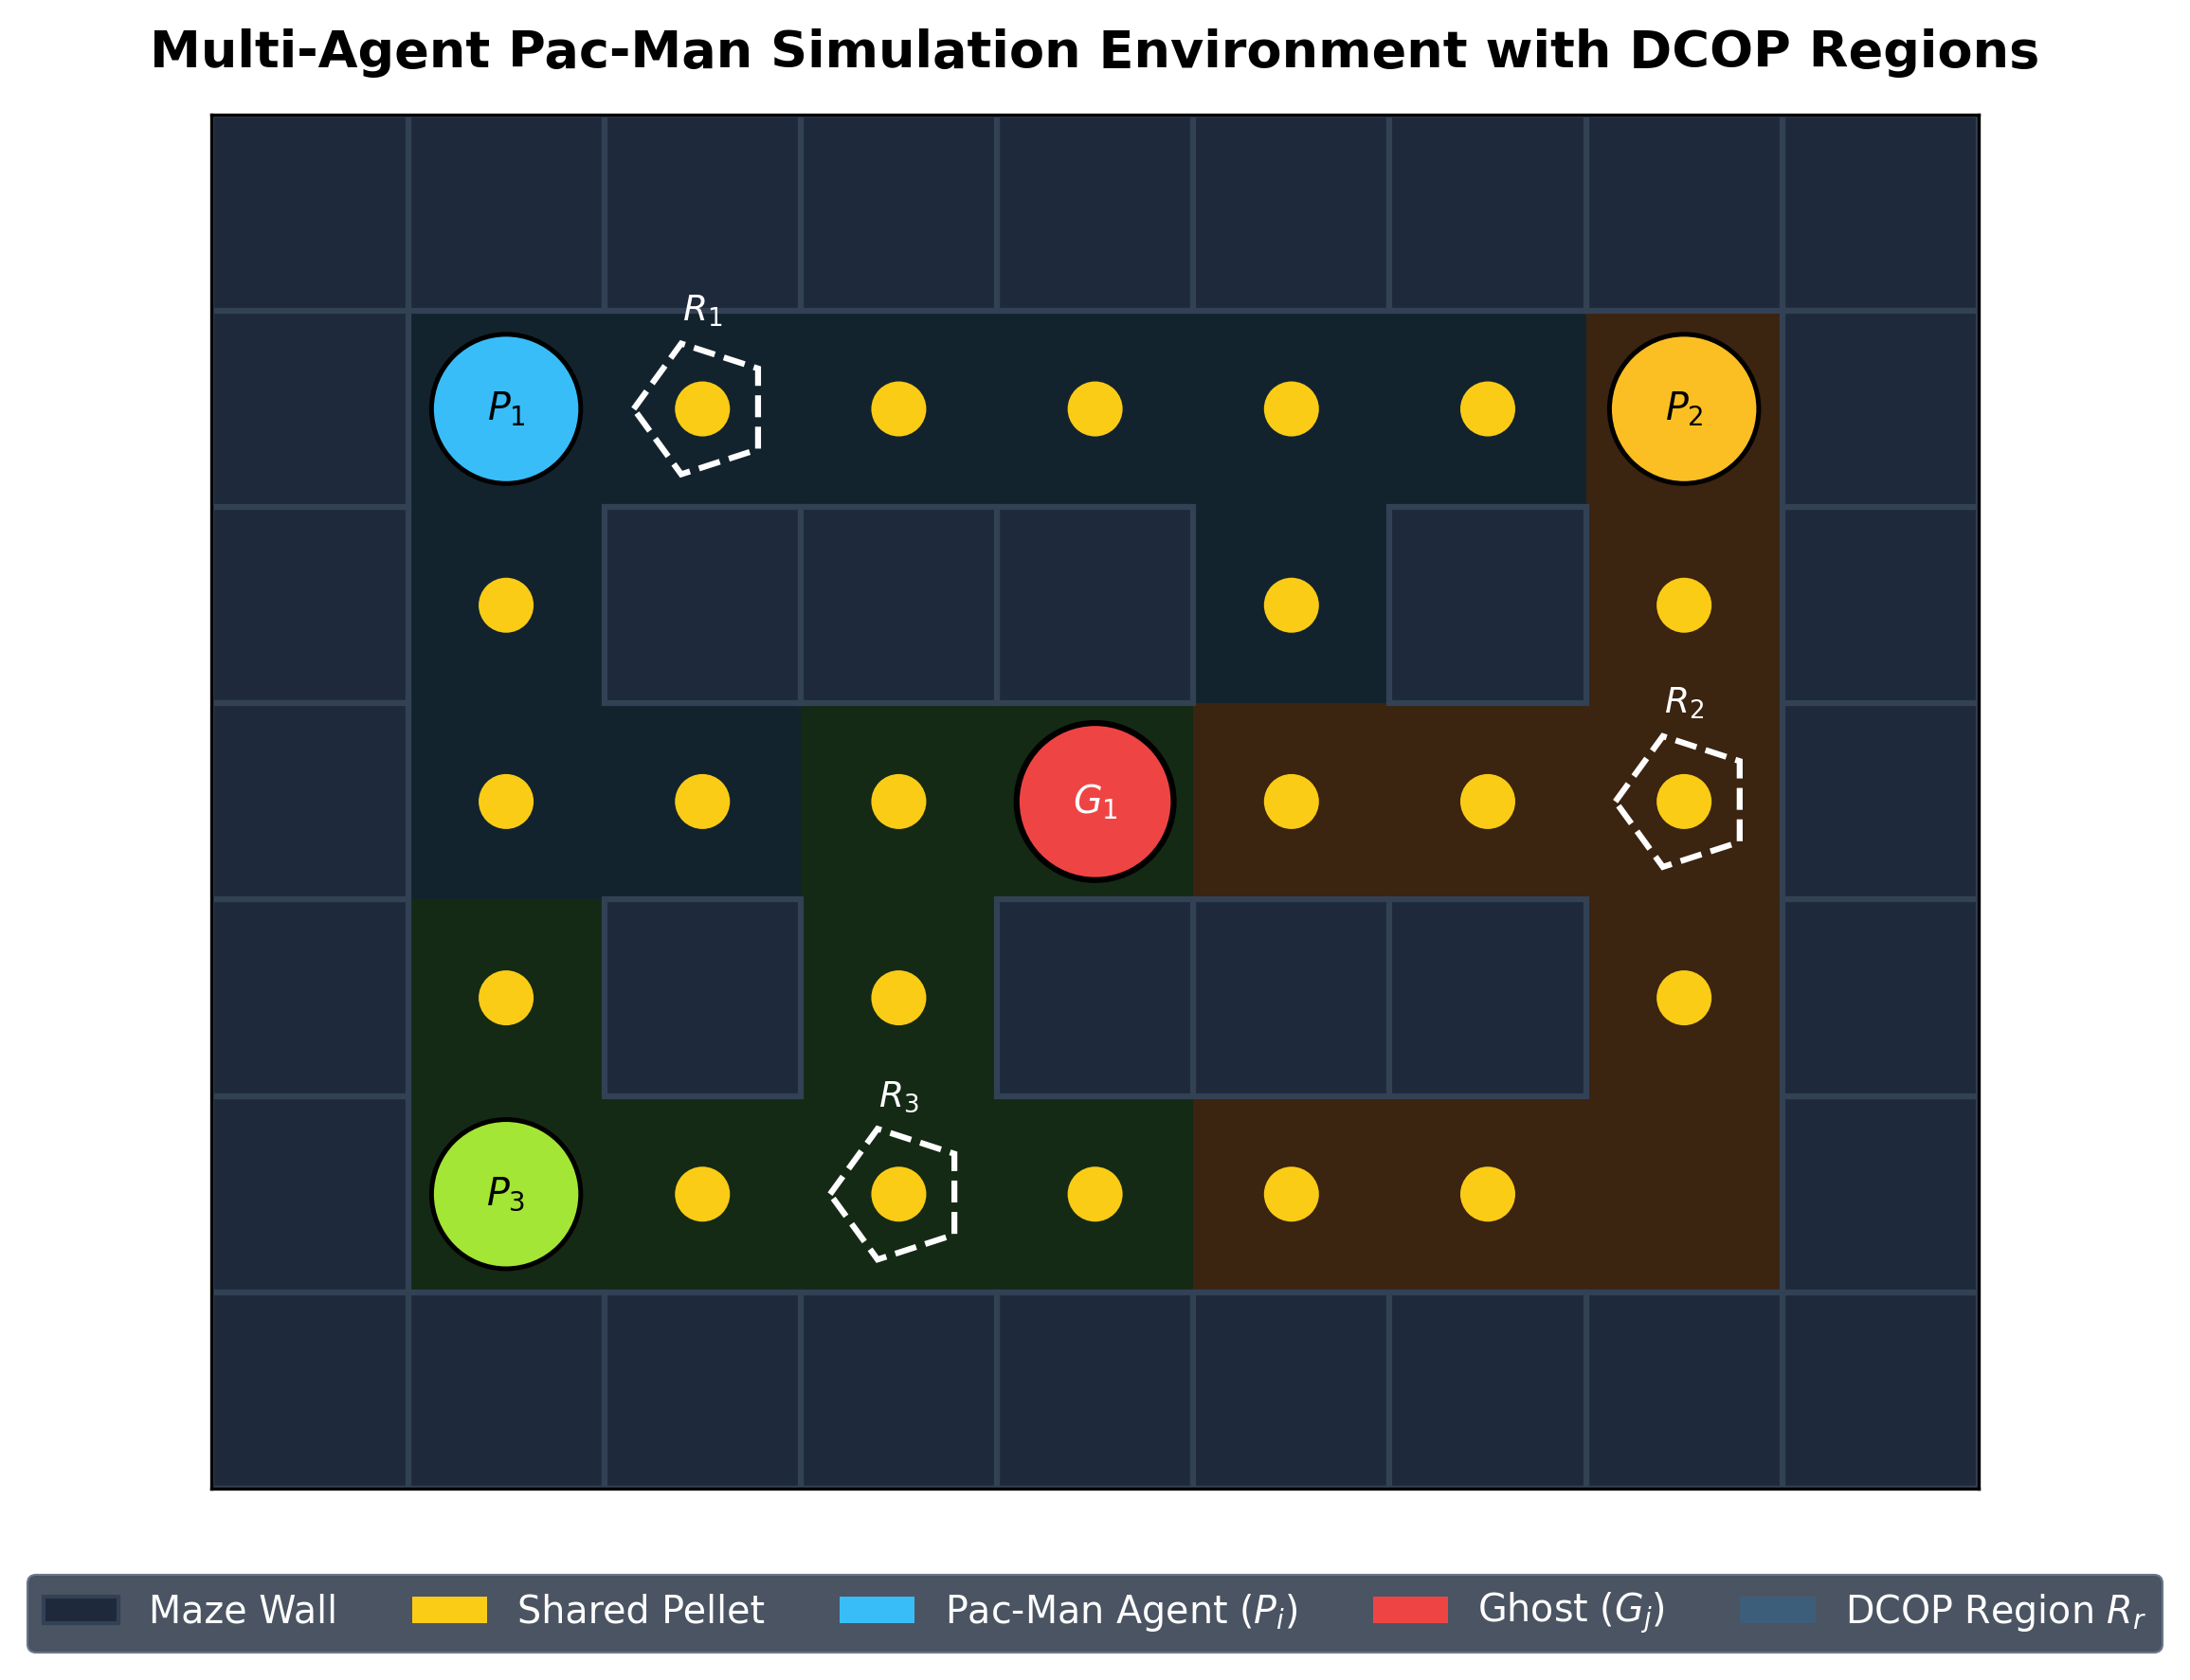 Multi-Agent Pac-Man Simulation Environment with DCOP Regions
R₁
P₁
P₂
R₂
G₁
R₃
P₃
Maze Wall
Shared Pellet
Pac-Man Agent (Pᵢ)
Ghost (Gⱼ)
DCOP Region Rᵣ